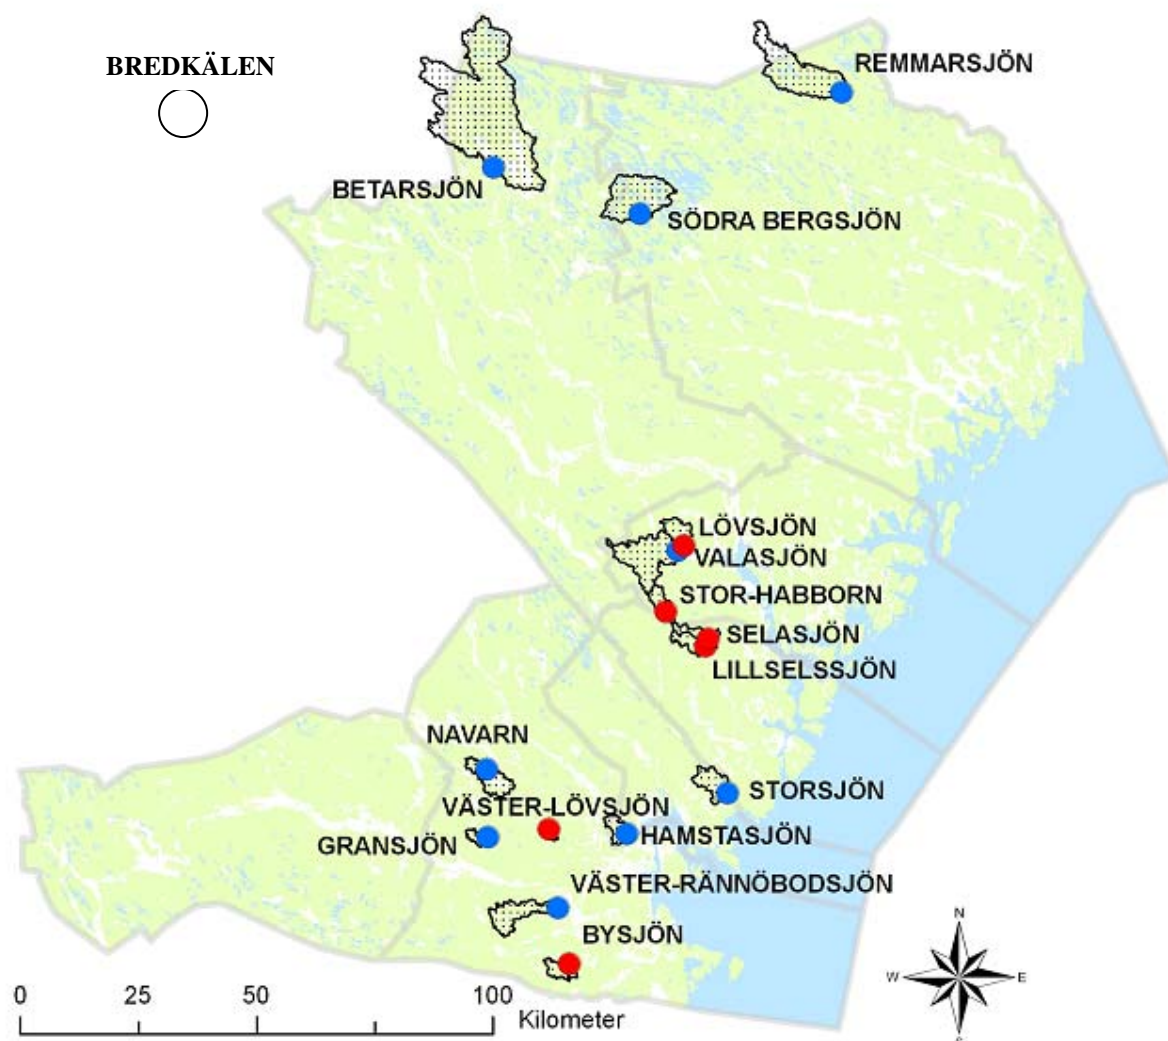 BREDKÄLEN
REMMARSJÖN
BETARSJÖN
SÖDRA BERGSJÖN
LÖVSJÖN
VALASJÖN
STOR-HABBORN
SELASJÖN
LILLSELSSJÖN
NAVARN
STORSJÖN
VÄSTER-LÖVSJÖN
HAMSTASJÖN
GRANSJÖN
VÄSTER-RÄNNÖBODSJÖN
BYSJÖN
N
W E
0 25 50 100
Kilometer